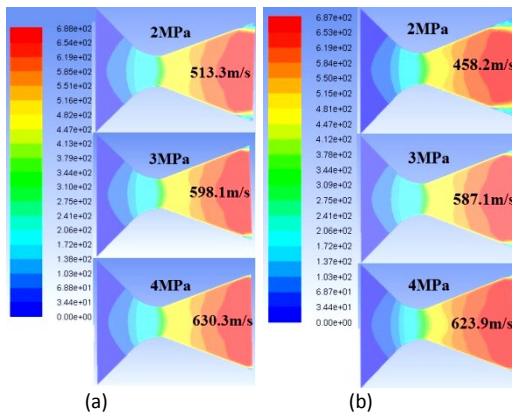 6.88e+02
6.54e+02
6.19e+02
5.85e+02
5.50e+02
5.16e+02
4.82e+02
4.47e+02
4.13e+02
3.79e+02
3.44e+02
3.10e+02
2.75e+02
2.41e+02
2.06e+02
1.72e+02
1.38e+02
1.03e+02
6.88e+01
3.44e+01
0.00e+00
2MPa
513.3m/s
3MPa
598.1m/s
4MPa
630.3m/s
(a)
6.87e+02
6.53e+02
6.18e+02
5.84e+02
5.50e+02
5.15e+02
4.81e+02
4.47e+02
4.12e+02
3.78e+02
3.44e+02
3.09e+02
2.75e+02
2.41e+02
2.06e+02
1.72e+02
1.37e+02
1.03e+02
6.87e+01
3.44e+01
0.00e+00
2MPa
458.2m/s
3MPa
587.1m/s
4MPa
623.9m/s
(b)